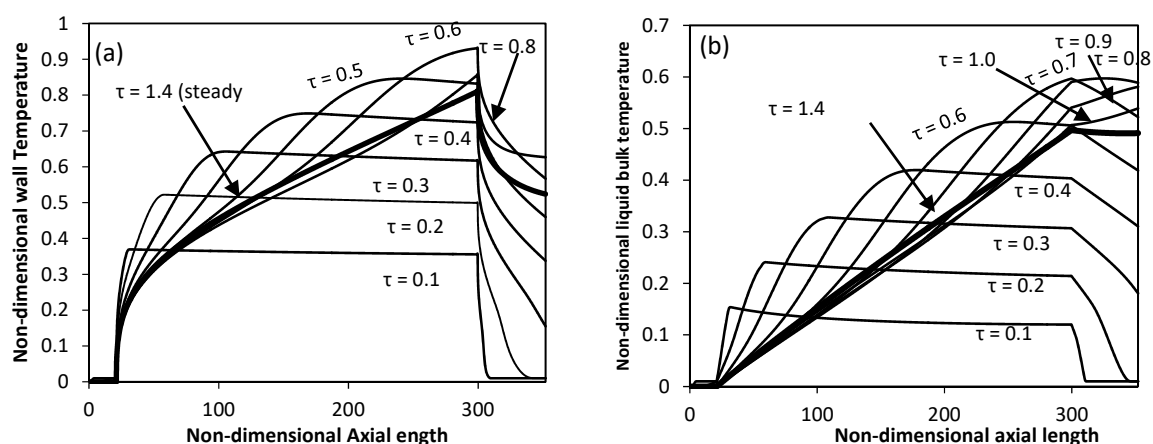 (a)
Non-dimensional wall Temperature
1
0.9
0.8
0.7
0.6
0.5
0.4
0.3
0.2
0.1
0
τ = 1.4 (steady
τ = 0.5
τ = 0.6
τ = 0.8
τ = 0.4
τ = 0.3
τ = 0.2
τ = 0.1
0 100 200 300
Non-dimensional Axial ength
(b)
Non-dimensional liquid bulk temperature
0.7
0.6
0.5
0.4
0.3
0.2
0.1
0
τ = 1.4
τ = 0.6
τ = 1.0
τ = 0.7
τ = 0.9
τ = 0.8
τ = 0.4
τ = 0.3
τ = 0.2
τ = 0.1
0 100 200 300
Non-dimensional axial length